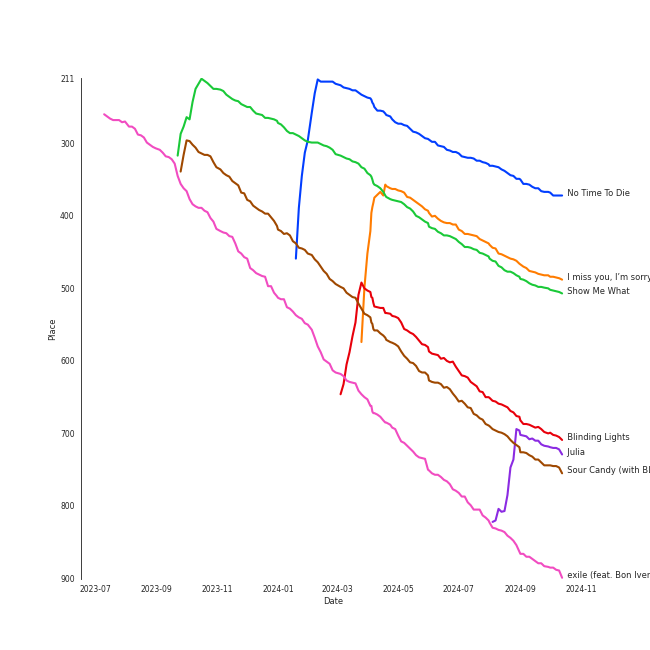 211
300
400
500
600
700
800
900
Place
2023-07
2023-09
2023-11
2024-01
2024-03
2024-05
2024-07
2024-09
2024-11
Date
No Time To Die
I miss you, I'm sorry
Show Me What
Blinding Lights
Julia
Sour Candy (with Bl
exile (feat. Bon Iver